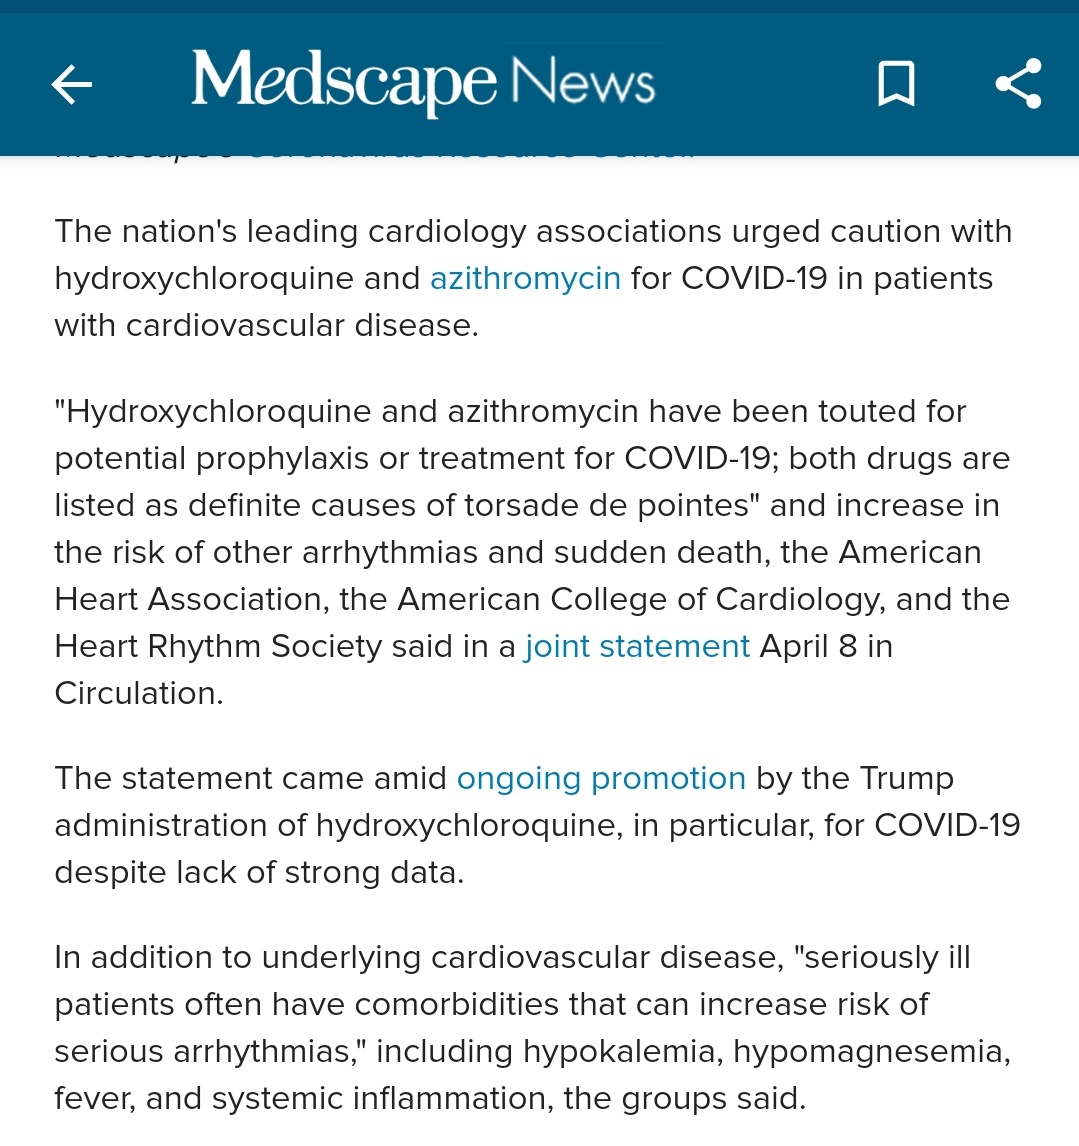 Medscape News
The nation's leading cardiology associations urged caution with
hydroxychloroquine and azithromycin for COVID-19 in patients
with cardiovascular disease.
"Hydroxychloroquine and azithromycin have been touted for
potential prophylaxis or treatment for COVID-19; both drugs are
listed as definite causes of torsade de pointes" and increase in
the risk of other arrhythmias and sudden death, the American
Heart Association, the American College of Cardiology, and the
Heart Rhythm Society said in a joint statement April 8 in
Circulation.
The statement came amid ongoing promotion by the Trump
administration of hydroxychloroquine, in particular, for COVID-19
despite lack of strong data.
In addition to underlying cardiovascular disease, "seriously ill
patients often have comorbidities that can increase risk of
serious arrhythmias," including hypokalemia, hypomagnesemia,
fever, and systemic inflammation, the groups said.